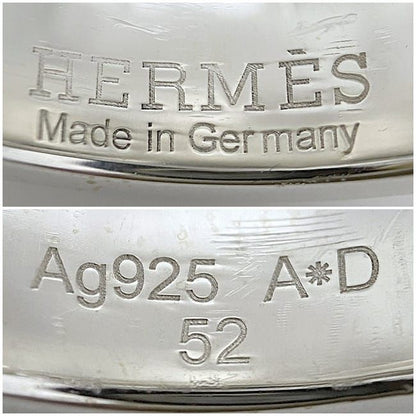 HERMÈS
Made in Germany
Ag925 A*D
52